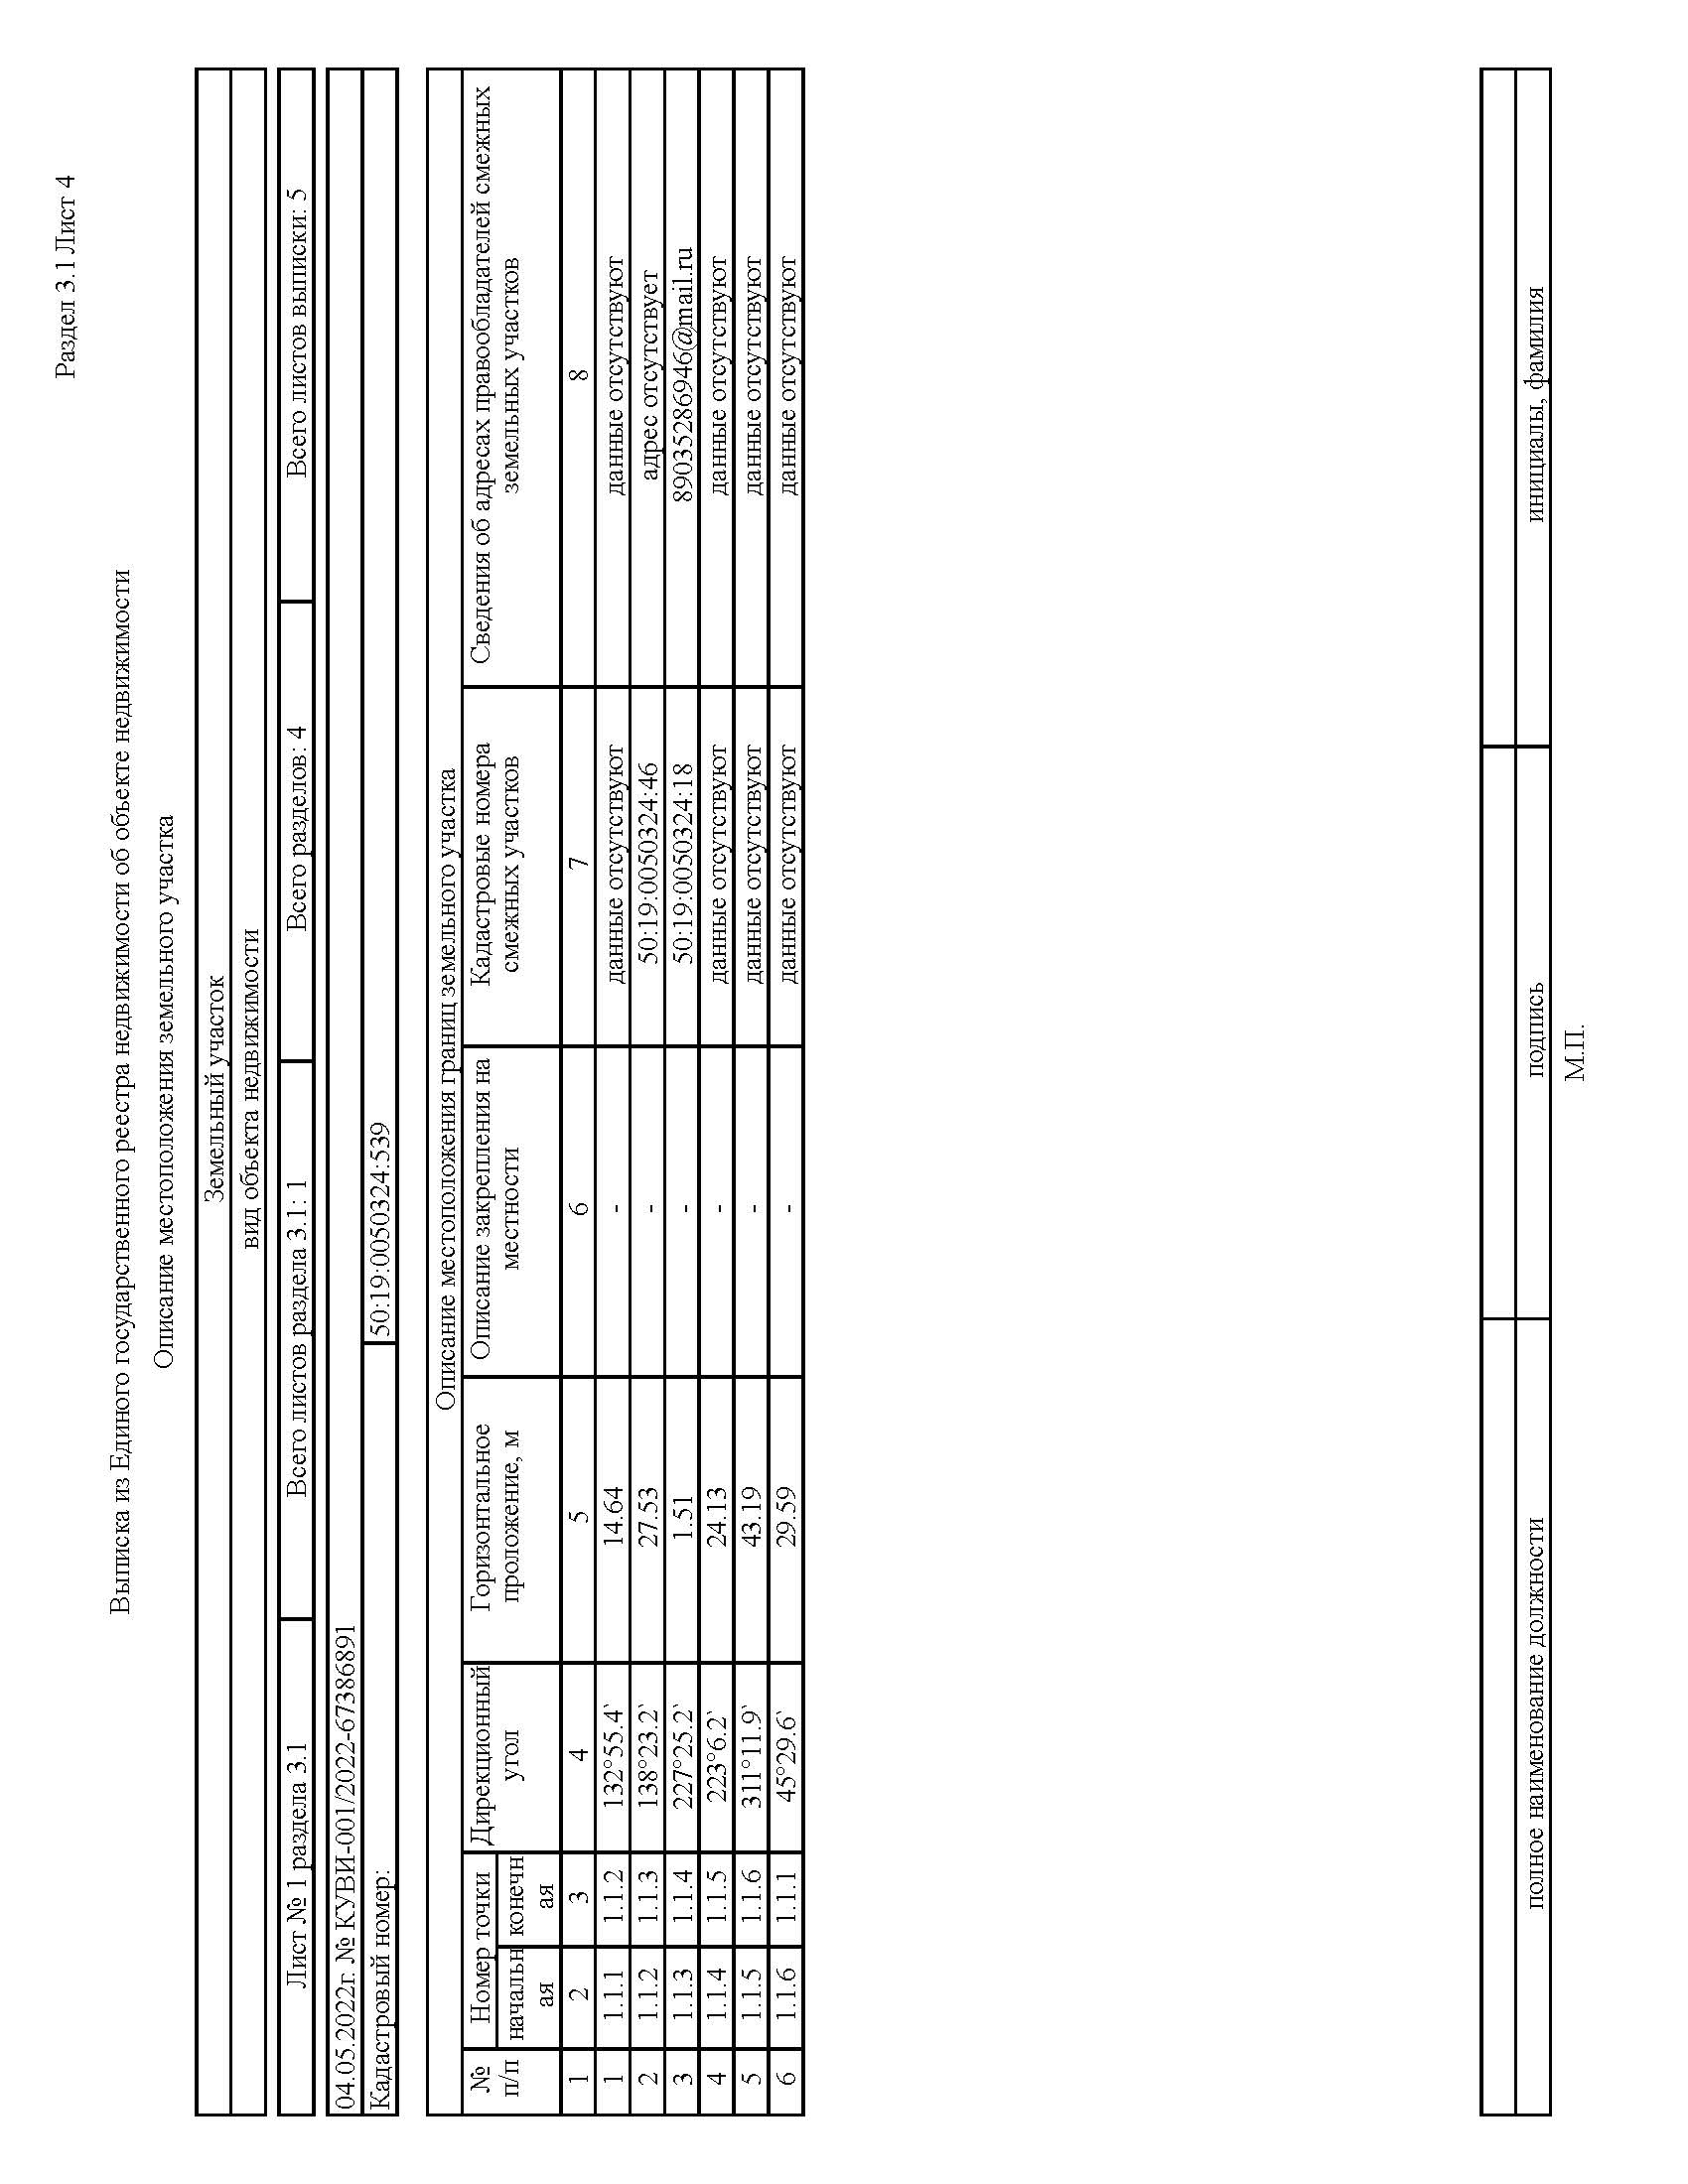 Раздел 3.1 Лист 4
Выписка из Единого государственного реестра недвижимости об объекте недвижимости
Описание местоположения земельного участка
Земельный участок
вид объекта недвижимости
Лист № 1 раздела 3.1 Всего листов раздела 3.1: 1 Всего разделов: 4 Всего листов выписки: 5
04.05.2022г. № КУВИ-001/2022-67386891
Кадастровый номер: 50:19:0050324:539
Описание местоположения границ земельного участка
№ Номер точки Дирекционный Горизонтальное Описание закрепления на Кадастровые номера Сведения об адресах правообладателей смежных
п/п начальн конечн угол проложение, м местности смежных участков земельных участков
ая ая
1 2 3 4 5 6 7 8
1 1.1.1 1.1.2 132°55.4` 14.64 - данные отсутствуют данные отсутствуют
2 1.1.2 1.1.3 138°23.2` 27.53 - 50:19:0050324:46 адрес отсутствует
3 1.1.3 1.1.4 227°25.2` 1.51 - 50:19:0050324:18 89035286946@mail.ru
4 1.1.4 1.1.5 223°6.2` 24.13 - данные отсутствуют данные отсутствуют
5 1.1.5 1.1.6 311°11.9` 43.19 - данные отсутствуют данные отсутствуют
6 1.1.6 1.1.1 45°29.6` 29.59 - данные отсутствуют данные отсутствуют
полное наименование должности подпись инициалы, фамилия
М.П.